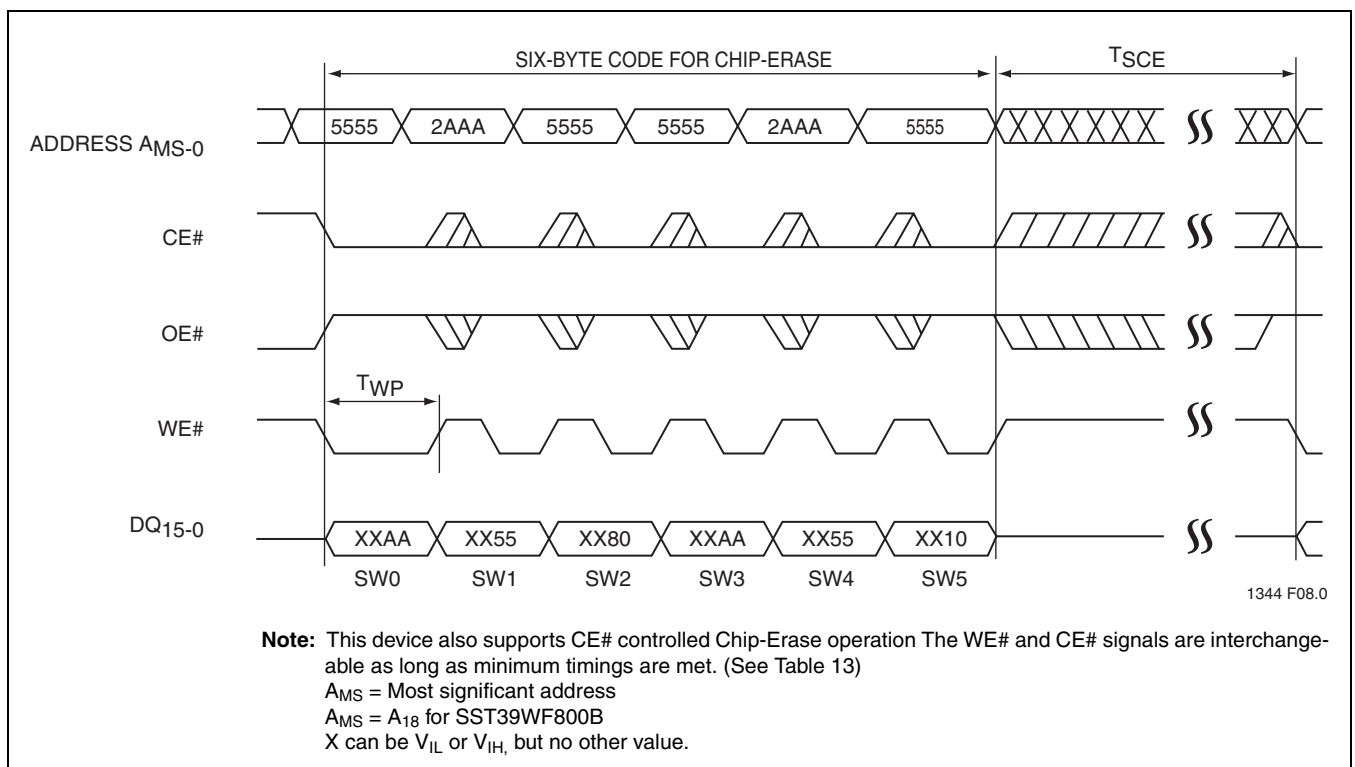 SIX-BYTE CODE FOR CHIP-ERASE
TSCE
ADDRESS AMS-0
5555 2AAA 5555 5555 2AAA 5555
CE#
OE#
TWP
WE#
DQ15-0
XXAA XX55 XX80 XXAA XX55 XX10
SW0 SW1 SW2 SW3 SW4 SW5
1344 F08.0
Note: This device also supports CE# controlled Chip-Erase operation The WE# and CE# signals are interchange-
able as long as minimum timings are met. (See Table 13)
AMS = Most significant address
AMS = A18 for SST39WF800B
X can be VIL or VIH, but no other value.